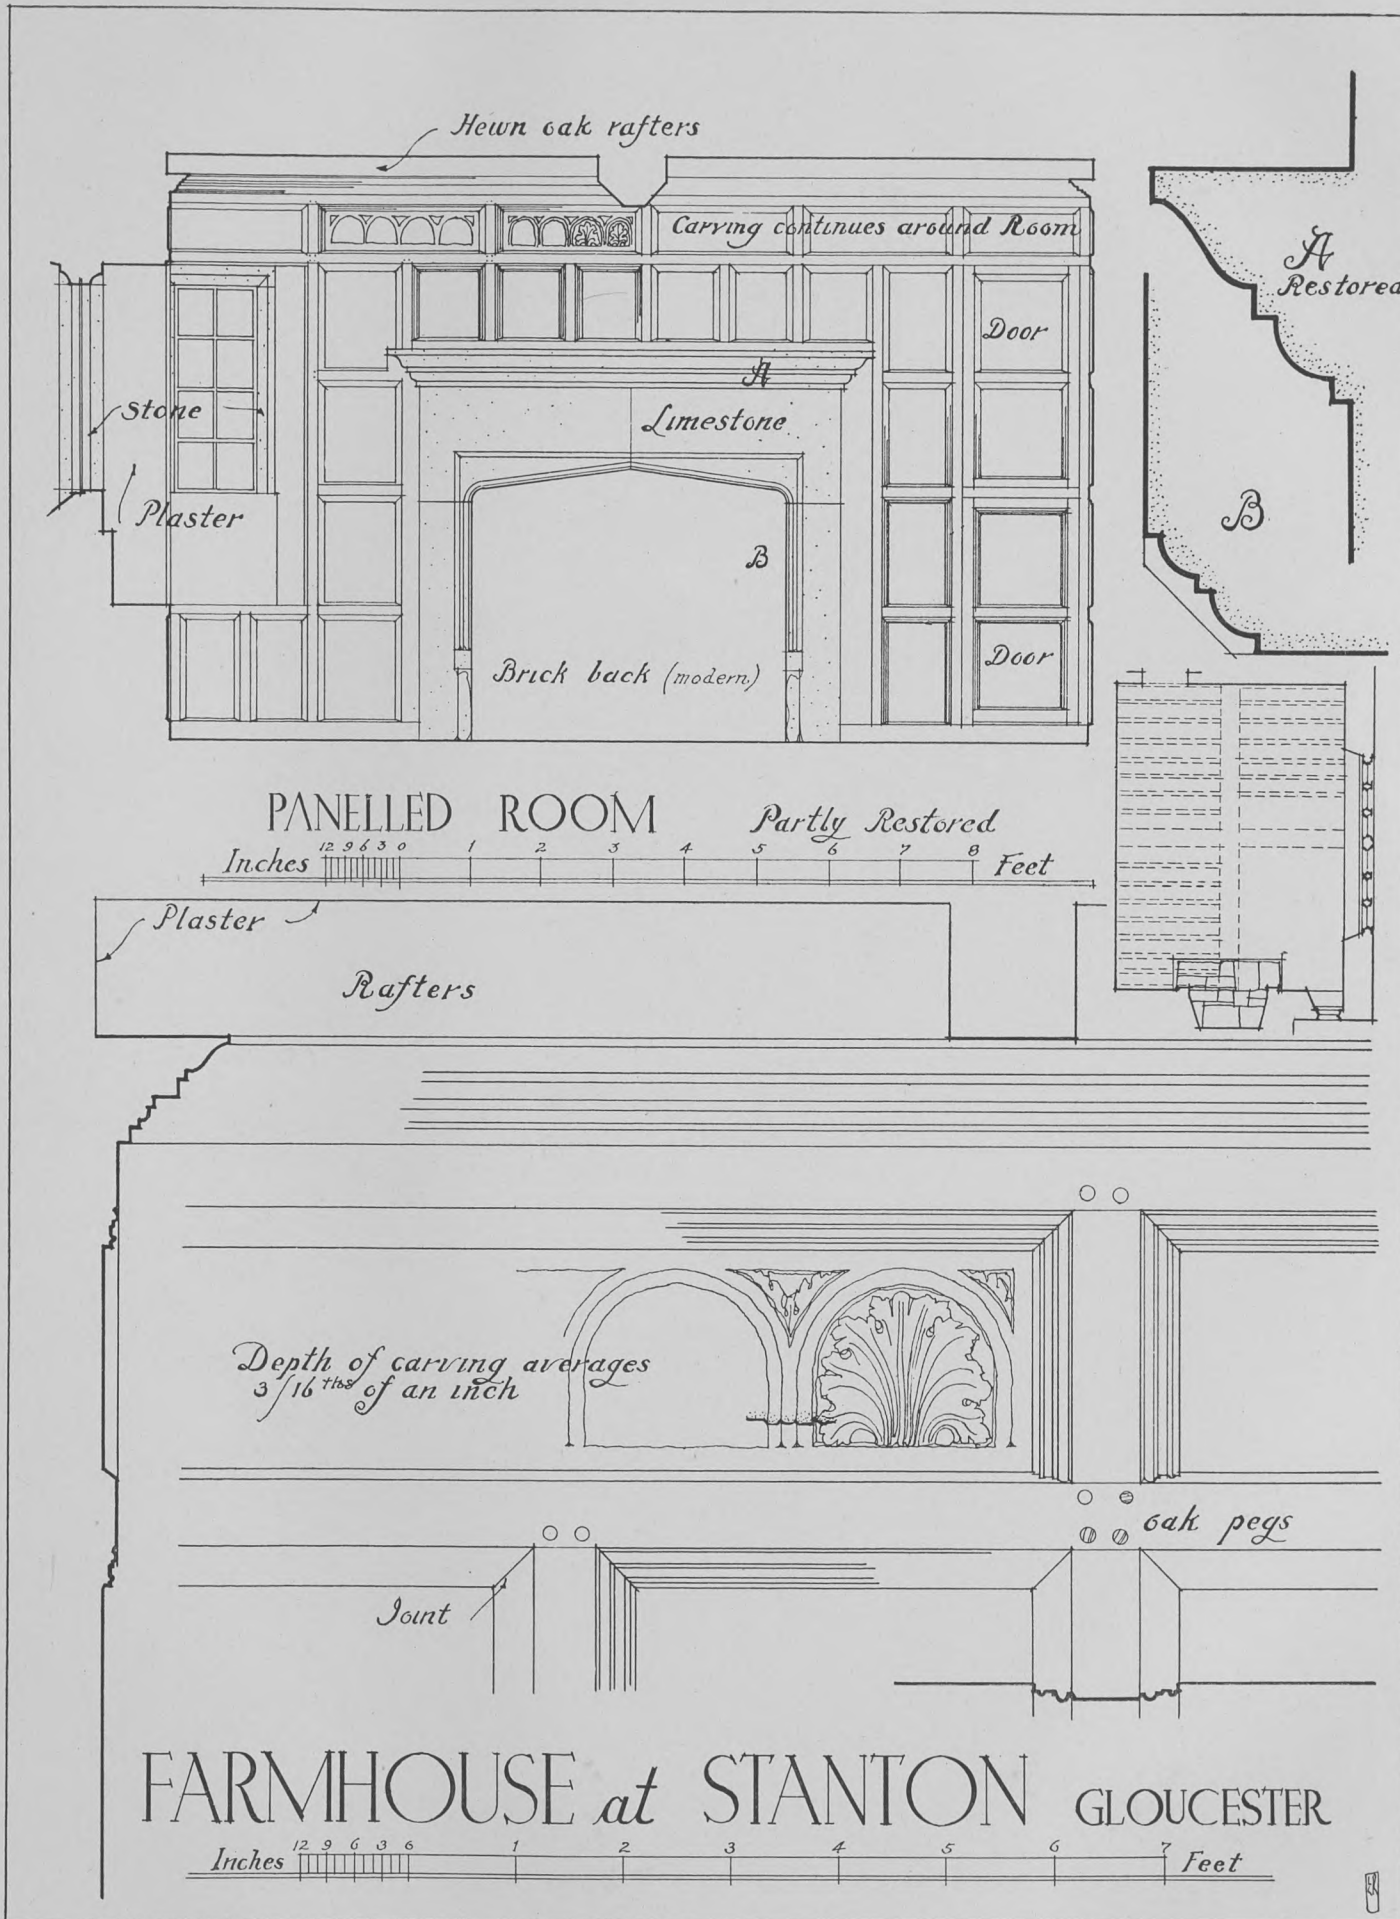 Hewn oak rafters
Carving continues around Room
A
Restored
Door
A
stone
Limestone
Plaster
B
B
Door
Brick back (modern)
PANELLED ROOM Partly Restored
Inches 12 9 6 3 0 1 2 3 4 5 6 7 8 Feet
Plaster
Rafters
Depth of carving averages
3/16 ths of an inch
oak pegs
Joint
FARMHOUSE at STANTON GLOUCESTER
Inches 12 9 6 3 6 1 2 3 4 5 6 7 Feet